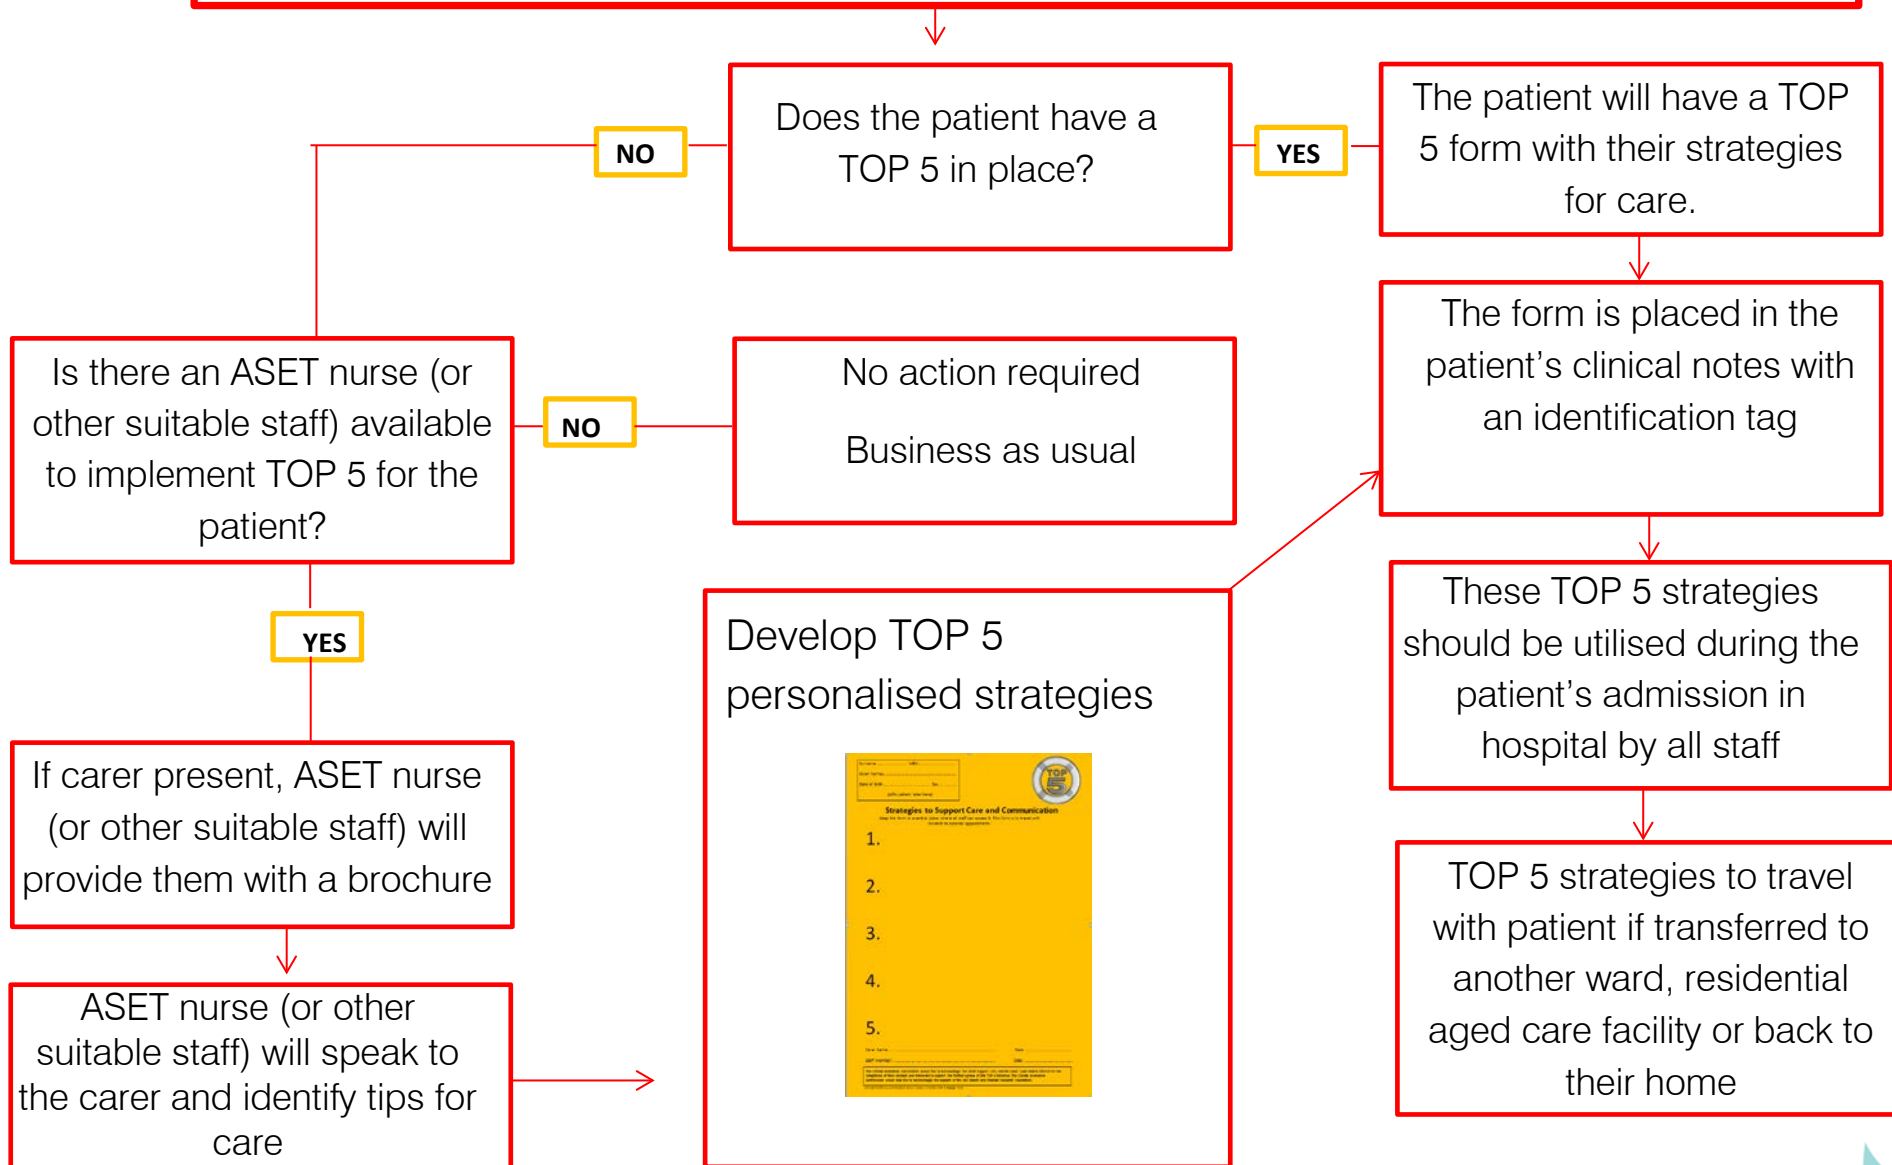 Does the patient have a
TOP 5 in place?
NO
YES
The patient will have a TOP
5 form with their strategies
for care.
The form is placed in the
patient’s clinical notes with
an identification tag
Is there an ASET nurse (or
other suitable staff) available
to implement TOP 5 for the
patient?
NO
No action required
Business as usual
YES
These TOP 5 strategies
should be utilised during the
patient’s admission in
hospital by all staff
If carer present, ASET nurse
(or other suitable staff) will
provide them with a brochure
ASET nurse (or other
suitable staff) will speak to
the carer and identify tips for
care
Develop TOP 5
personalised strategies
TOP
5
Strategies to Support Care and Communication
1.
2.
3.
4.
5.
TOP 5 strategies to travel
with patient if transferred to
another ward, residential
aged care facility or back to
their home